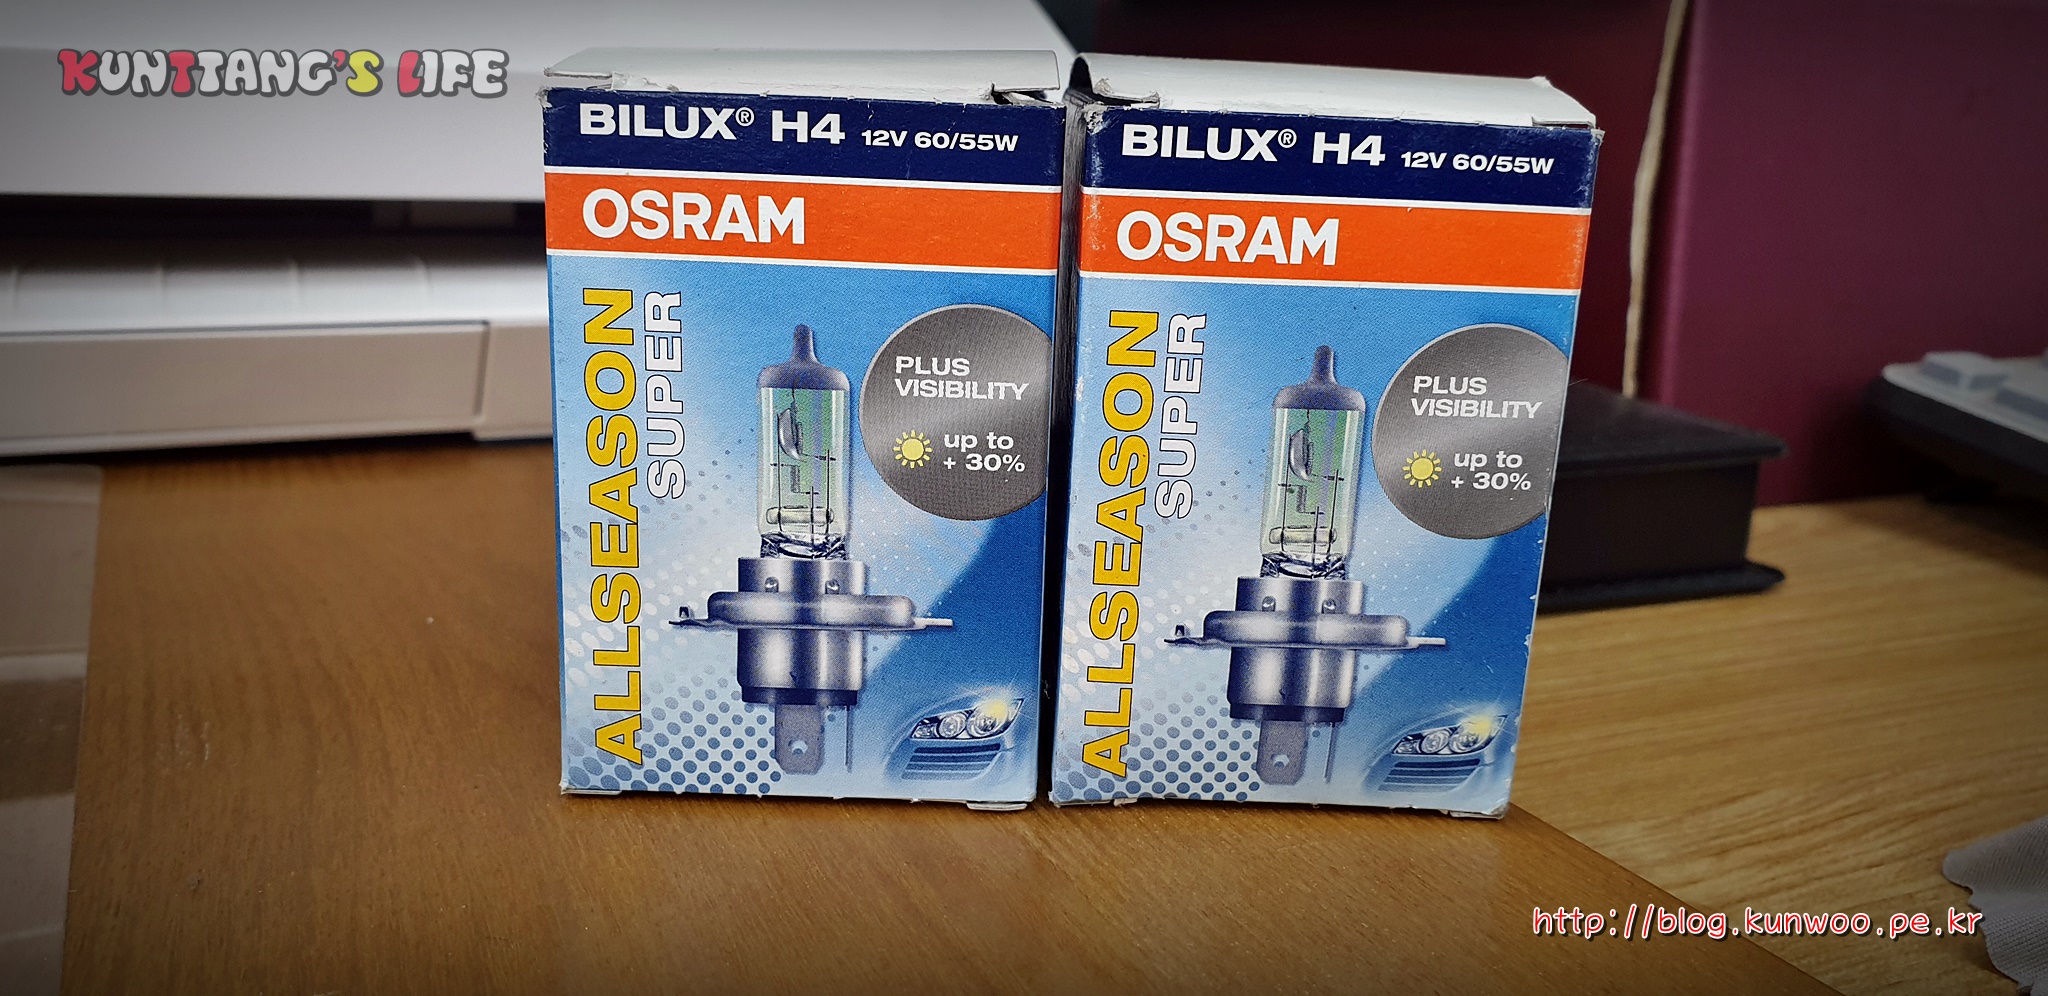 KUNTTANG'S LIFE
BILUX® H4 12V 60/55W
OSRAM
ALLSEASON
SUPER
PLUS
VISIBILITY
up to
+ 30%
BILUX® H4 12V 60/55W
OSRAM
ALLSEASON
SUPER
PLUS
VISIBILITY
up to
+ 30%
http://blog.kunwoo.pe.kr